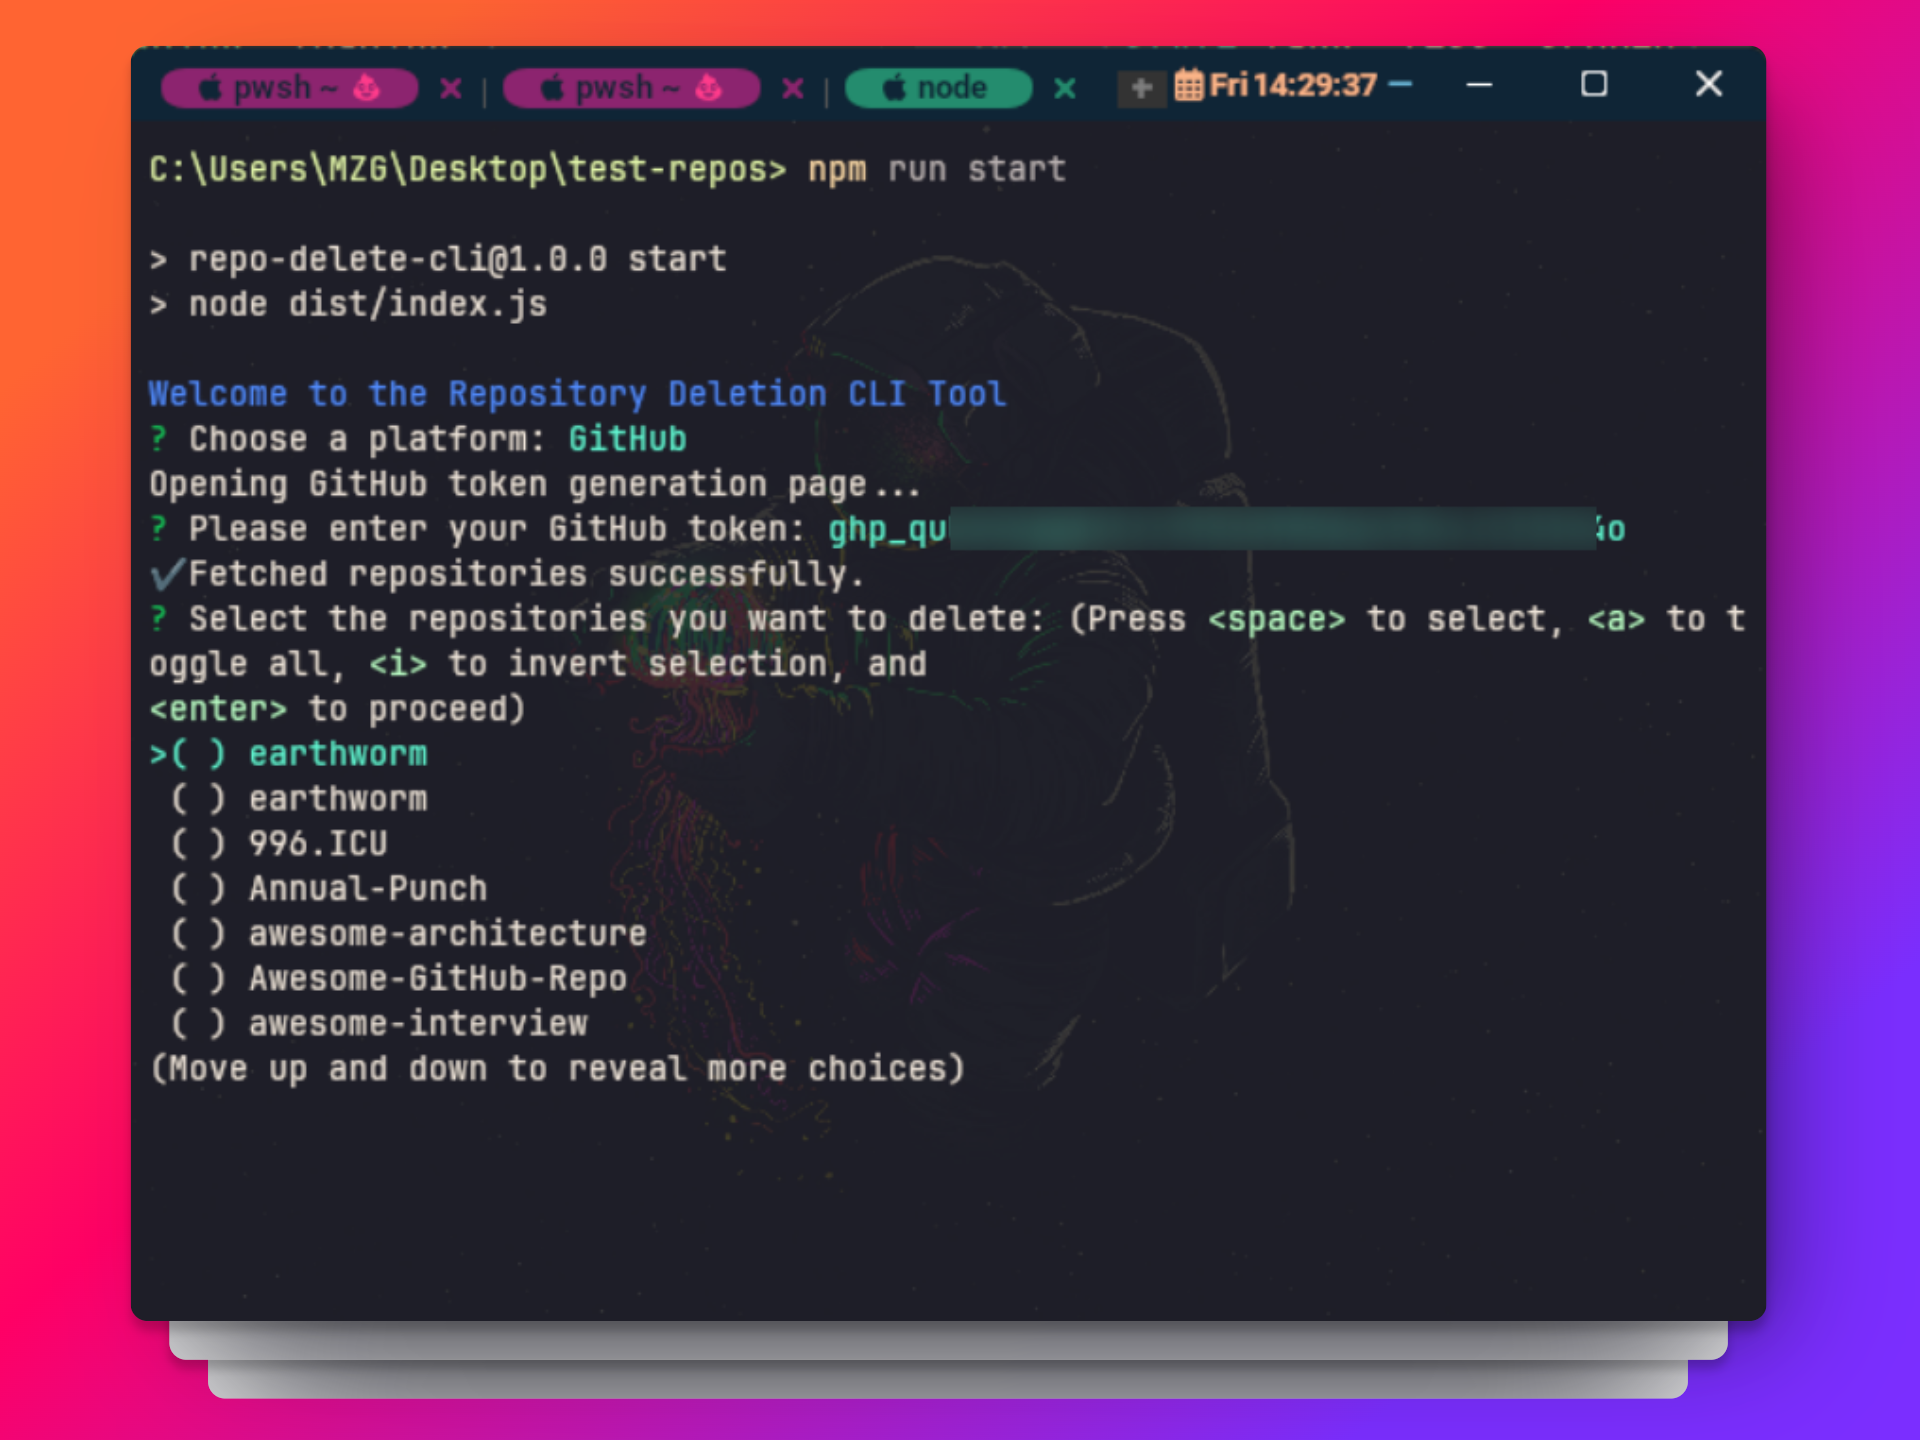 pwsh ~ × | pwsh ~ × | node × + Fri 14:29:37
C:\Users\MZG\Desktop\test-repos> npm run start
> repo-delete-cli@1.0.0 start
> node dist/index.js
Welcome to the Repository Deletion CLI Tool
? Choose a platform: GitHub
Opening GitHub token generation page...
? Please enter your GitHub token: ghp_qu
✔Fetched repositories successfully.
? Select the repositories you want to delete: (Press <space> to select, <a> to t
oggle all, <i> to invert selection, and
<enter> to proceed)
>( ) earthworm
( ) earthworm
( ) 996.ICU
( ) Annual-Punch
( ) awesome-architecture
( ) Awesome-GitHub-Repo
( ) awesome-interview
(Move up and down to reveal more choices)